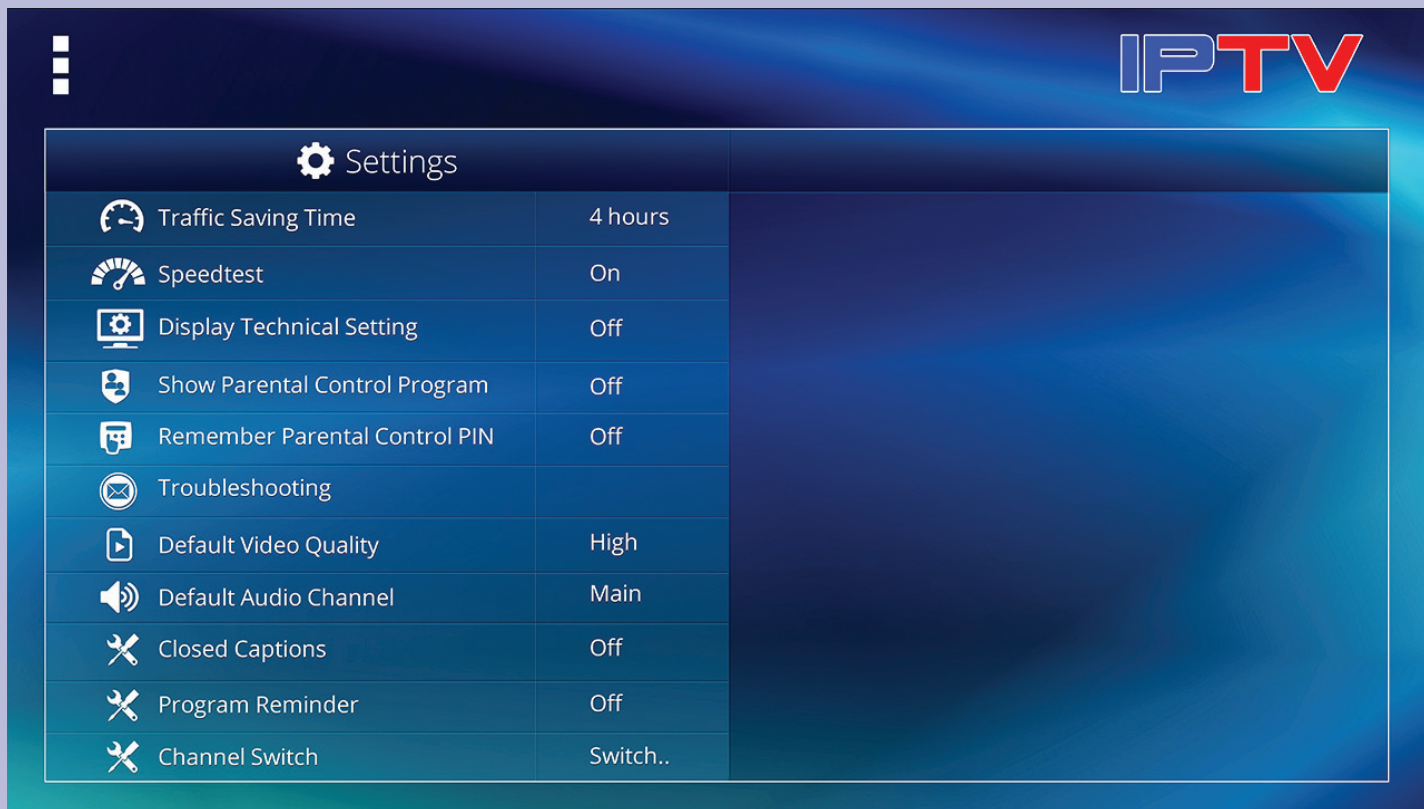 IPTV
Settings
Traffic Saving Time 4 hours
Speedtest On
Display Technical Setting Off
Show Parental Control Program Off
Remember Parental Control PIN Off
Troubleshooting
Default Video Quality High
Default Audio Channel Main
Closed Captions Off
Program Reminder Off
Channel Switch Switch..